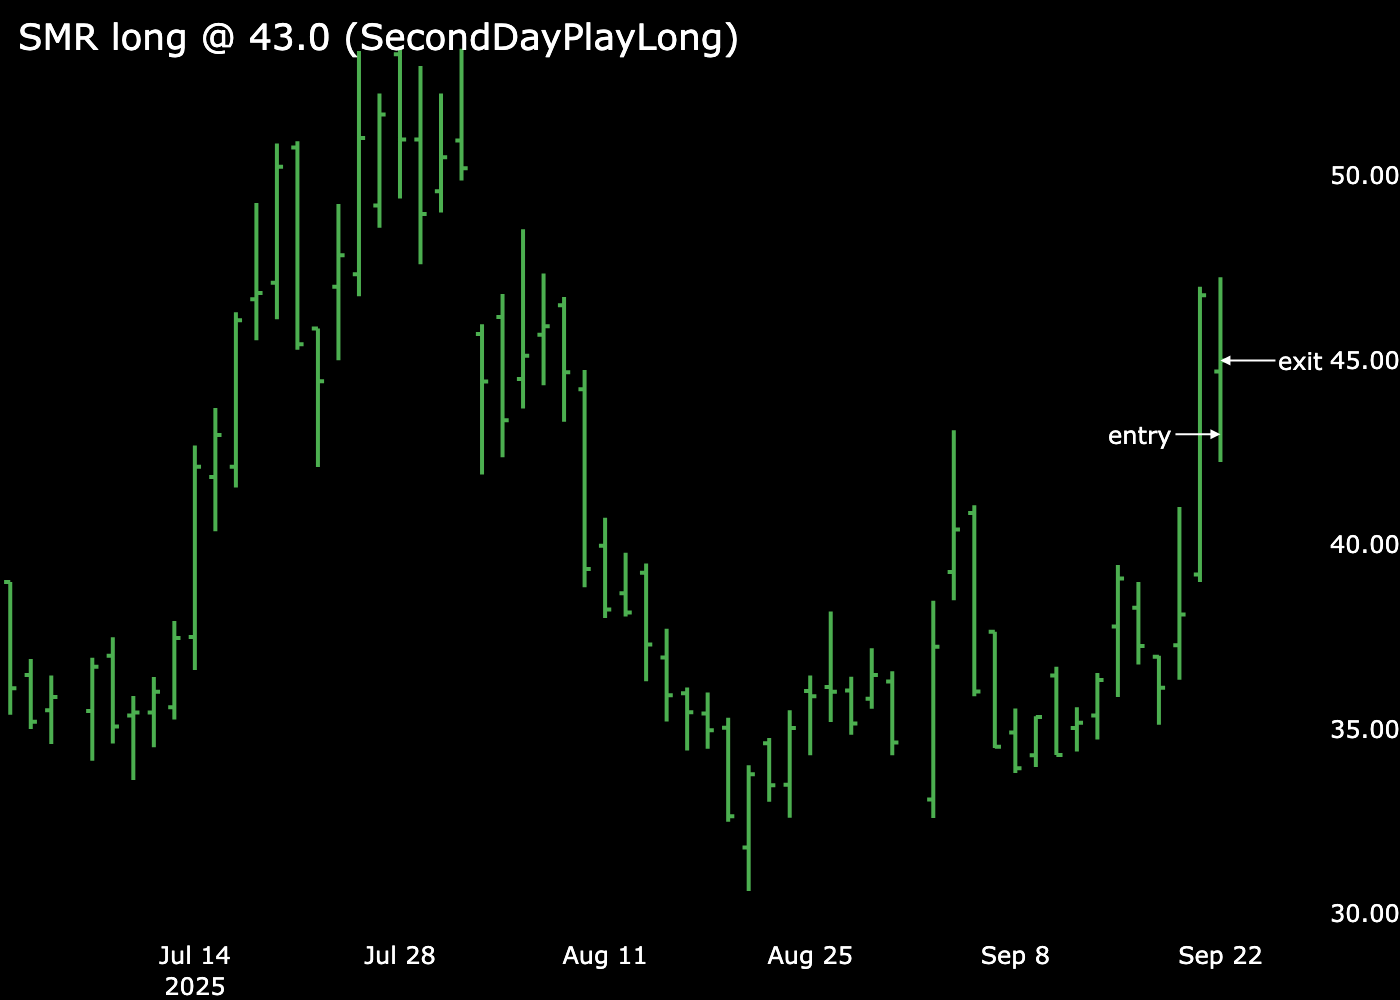 SMR long @ 43.0 (SecondDayPlayLong)
50.00
exit 45.00
entry
40.00
35.00
30.00
Jul 14 Jul 28 Aug 11 Aug 25 Sep 8 Sep 22
2025